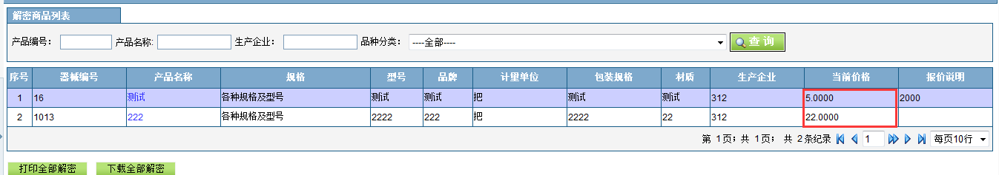 解密商品列表
产品编号： 产品名称: 生产企业： 品种分类： ----全部---- 查 询
序号 器械编号 产品名称 规格 型号 品牌 计量单位 包装规格 材质 生产企业 当前价格 报价说明
1 16 测试 各种规格及型号 测试 测试 把 测试 测试 312 5.0000 2000
2 1013 222 各种规格及型号 2222 222 把 2222 22 312 22.0000
第 1页；共 1页； 共 2条纪录 1 每页10行
打印全部解密 下载全部解密